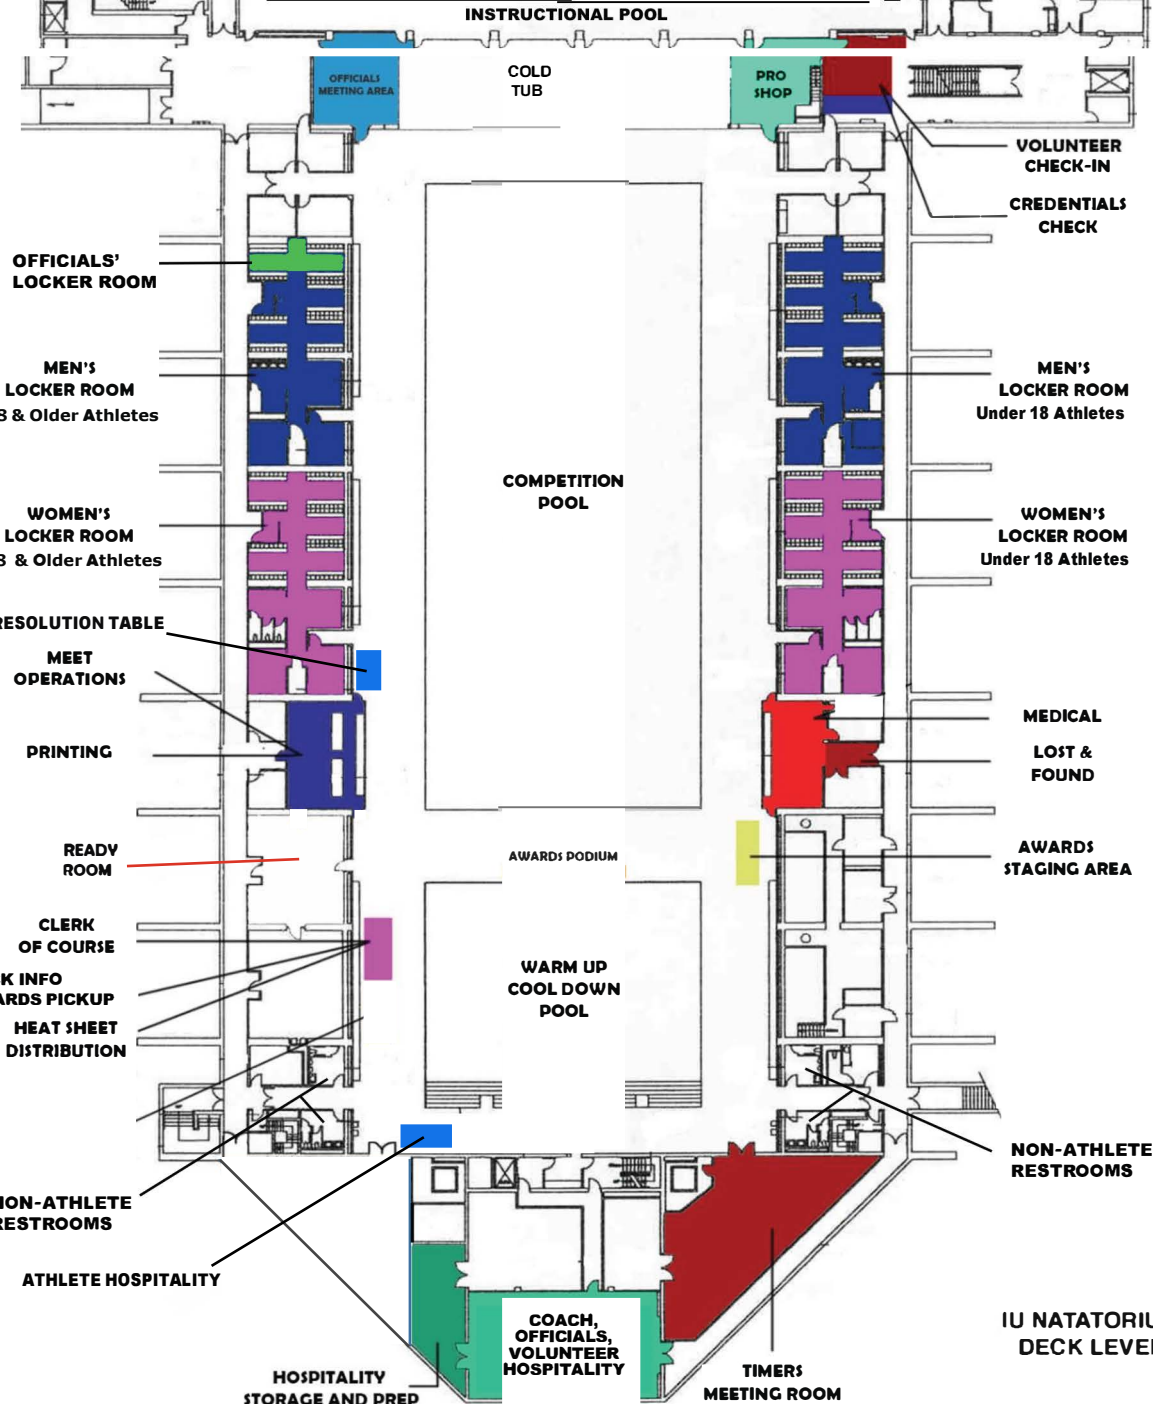 INSTRUCTIONAL POOL
OFFICIALS
MEETING AREA
COLD
TUB
PRO
SHOP
VOLUNTEER
CHECK-IN
CREDENTIALS
CHECK
OFFICIALS'
LOCKER ROOM
MEN'S
LOCKER ROOM
8 & Older Athletes
MEN'S
LOCKER ROOM
Under 18 Athletes
COMPETITION
POOL
WOMEN'S
LOCKER ROOM
8 & Older Athletes
WOMEN'S
LOCKER ROOM
Under 18 Athletes
RESOLUTION TABLE
MEET
OPERATIONS
PRINTING
MEDICAL
LOST &
FOUND
READY
ROOM
AWARDS PODIUM
AWARDS
STAGING AREA
CLERK
OF COURSE
SK INFO
ARDS PICKUP
HEAT SHEET
DISTRIBUTION
WARM UP
COOL DOWN
POOL
NON-ATHLETE
RESTROOMS
NON-ATHLETE
RESTROOMS
ATHLETE HOSPITALITY
COACH,
OFFICIALS,
VOLUNTEER
HOSPITALITY
HOSPITALITY
STORAGE AND PREP
TIMERS
MEETING ROOM
IU NATATORIU
DECK LEVEL